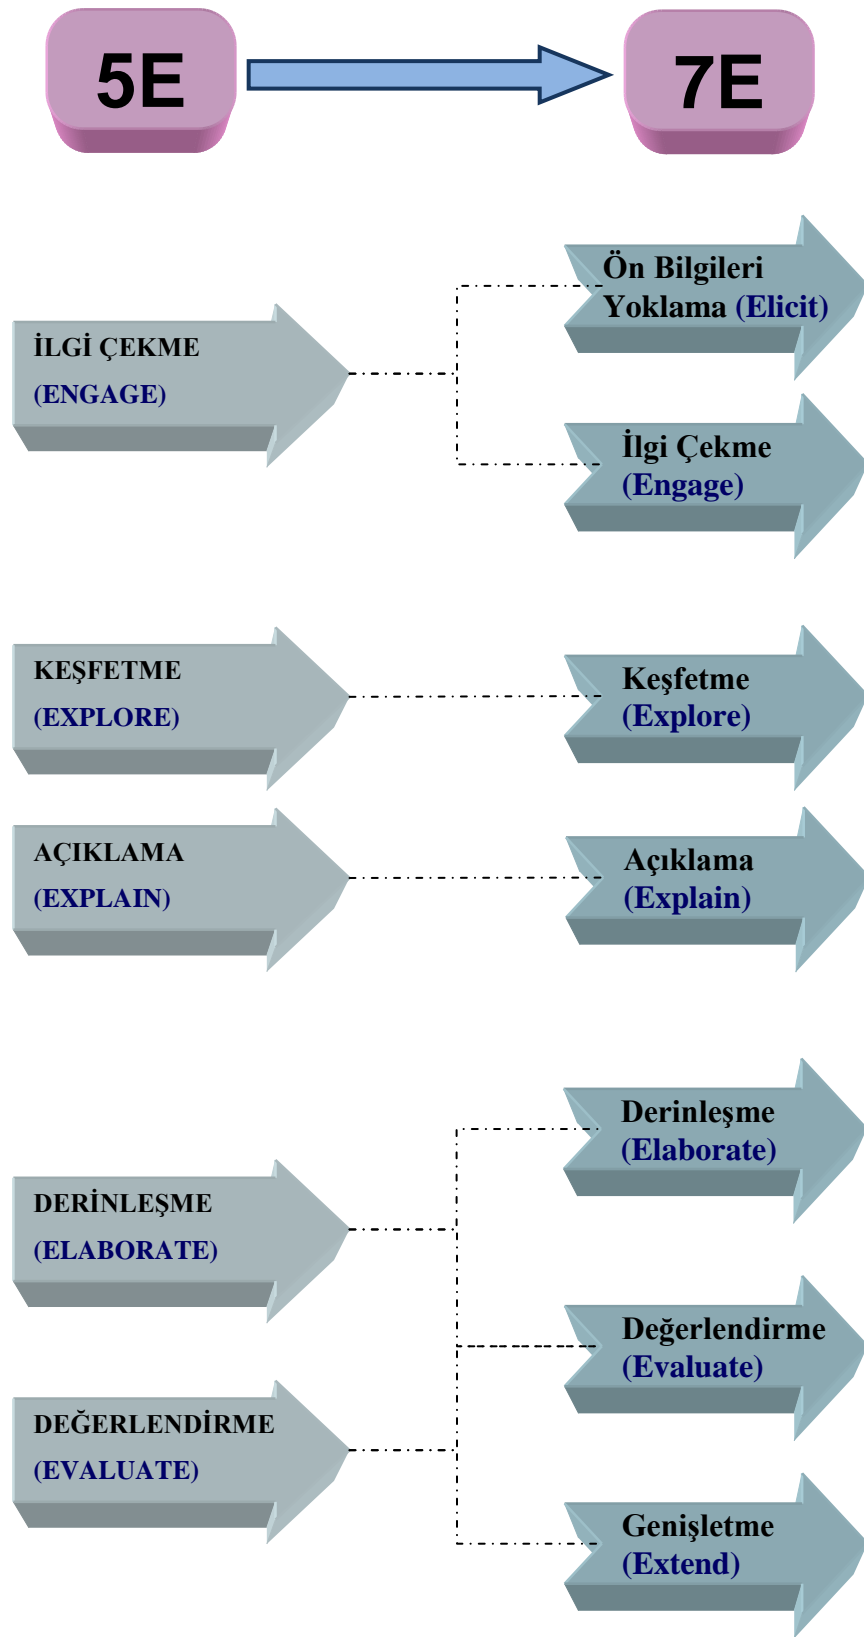 5E
7E
İLGİ ÇEKME
(ENGAGE)
Ön Bilgileri
Yoklama (Elicit)
İlgi Çekme
(Engage)
KEŞFETME
(EXPLORE)
Keşfetme
(Explore)
AÇIKLAMA
(EXPLAIN)
Açıklama
(Explain)
DERİNLEŞME
(ELABORATE)
Derinleşme
(Elaborate)
DEĞERLENDİRME
(EVALUATE)
Değerlendirme
(Evaluate)
Genişletme
(Extend)